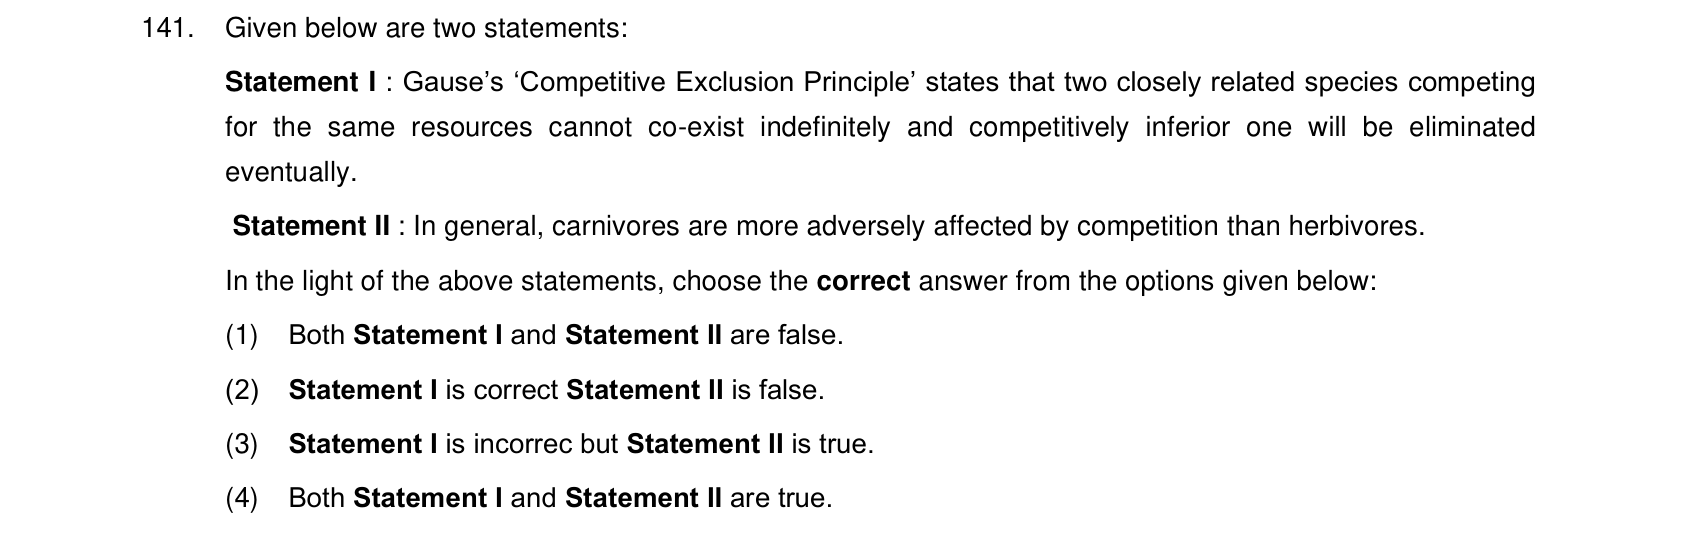 141. Given below are two statements:
Statement I : Gause's ‘Competitive Exclusion Principle’ states that two closely related species competing
for the same resources cannot co-exist indefinitely and competitively inferior one will be eliminated
eventually.
Statement II : In general, carnivores are more adversely affected by competition than herbivores.
In the light of the above statements, choose the correct answer from the options given below:
(1) Both Statement I and Statement II are false.
(2) Statement I is correct Statement II is false.
(3) Statement I is incorrec but Statement II is true.
(4) Both Statement I and Statement II are true.